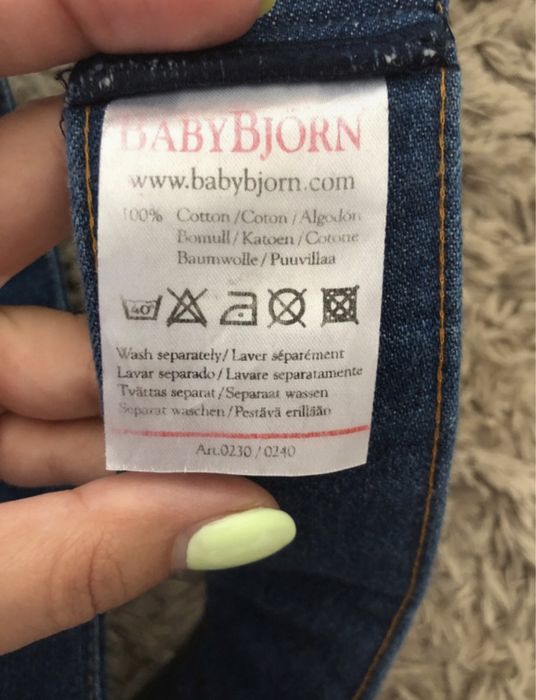 BABYBJÖRN
www.babybjorn.com
100% Cotton/Coton/Algodón
Bomull/Katoen/Cotone
Baumwolle/Puuvillaa
40°
Wash separately/Laver séparément
Lavar separado/Lavare separatamente
Tvättas separat/Separaat wassen
Separat waschen/Pestävä erillään
Art.0230/0240